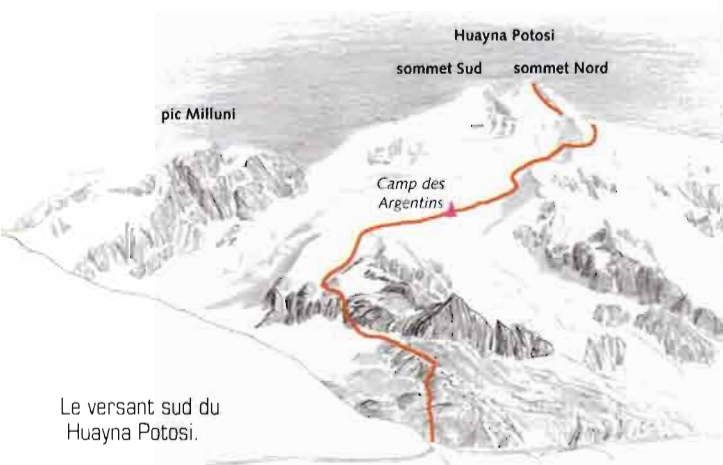 Huayna Potosi
sommet Sud sommet Nord
pic Milluni
Camp des
Argentins
Le versant sud du
Huayna Potosi.